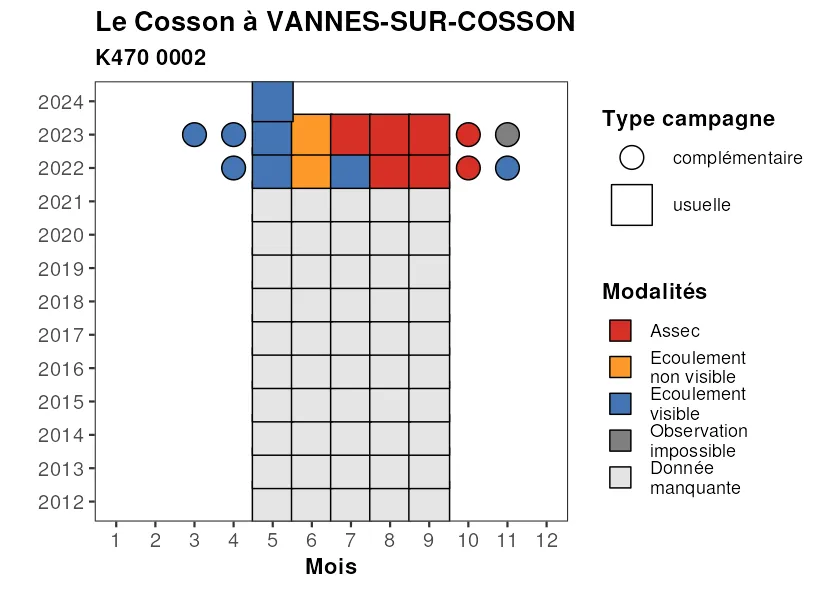 Le Cosson à VANNES-SUR-COSSON
K470 0002
2024
2023
2022
2021
2020
2019
2018
2017
2016
2015
2014
2013
2012
1 2 3 4 5 6 7 8 9 10 11 12
Mois
Type campagne
complémentaire
usuelle
Modalités
Assec
Ecoulement
non visible
Ecoulement
visible
Observation
impossible
Donnée
manquante